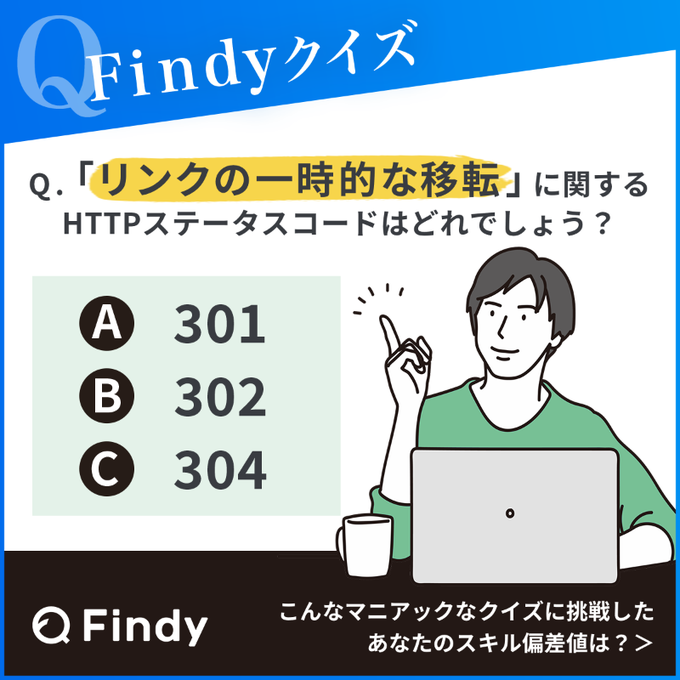 Findyクイズ
Q.「リンクの一時的な移転」に関する
HTTPステータスコードはどれでしょう？
A 301
B 302
C 304
Findy
こんなマニアックなクイズに挑戦した
あなたのスキル偏差値は？＞